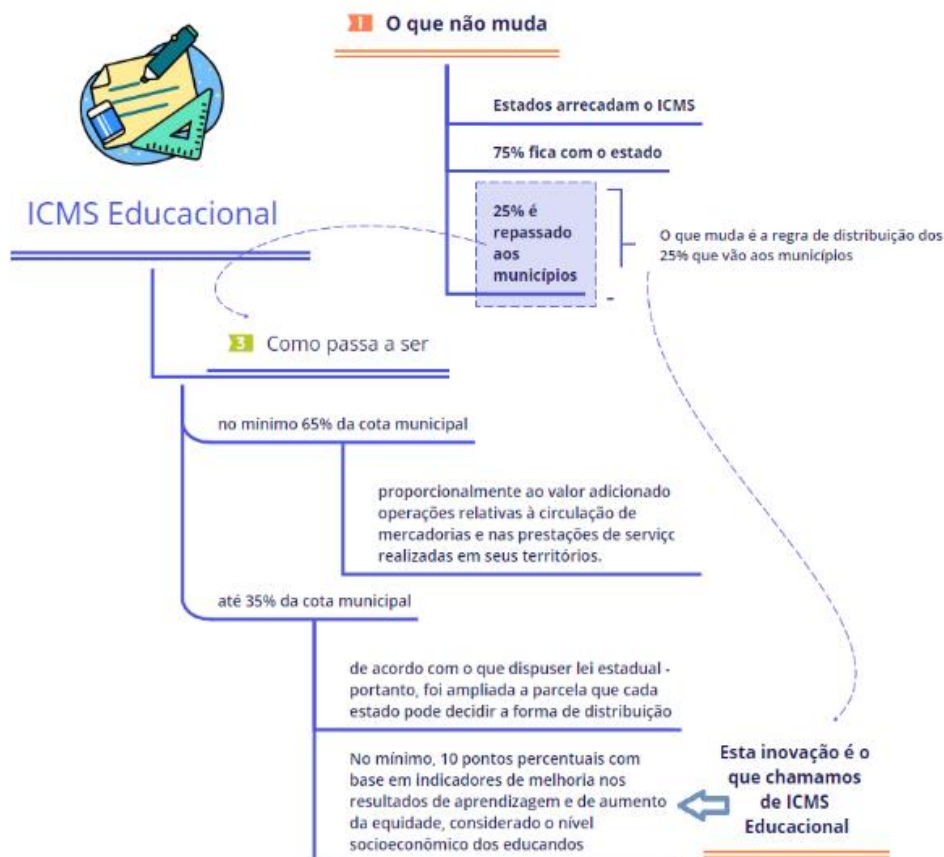 1 O que não muda
Estados arrecadam o ICMS
75% fica com o estado
25% é
repassado
aos
municípios
O que muda é a regra de distribuição dos
25% que vão aos municípios
ICMS Educacional
3 Como passa a ser
no mínimo 65% da cota municipal
proporcionalmente ao valor adicionado
operações relativas à circulação de
mercadorias e nas prestações de serviç
realizadas em seus territórios.
até 35% da cota municipal
de acordo com o que dispuser lei estadual -
portanto, foi ampliada a parcela que cada
estado pode decidir a forma de distribuição
No mínimo, 10 pontos percentuais com
base em indicadores de melhoria nos
resultados de aprendizagem e de aumento
da equidade, considerado o nível
socioeconômico dos educandos
Esta inovação é o
que chamamos
de ICMS
Educacional